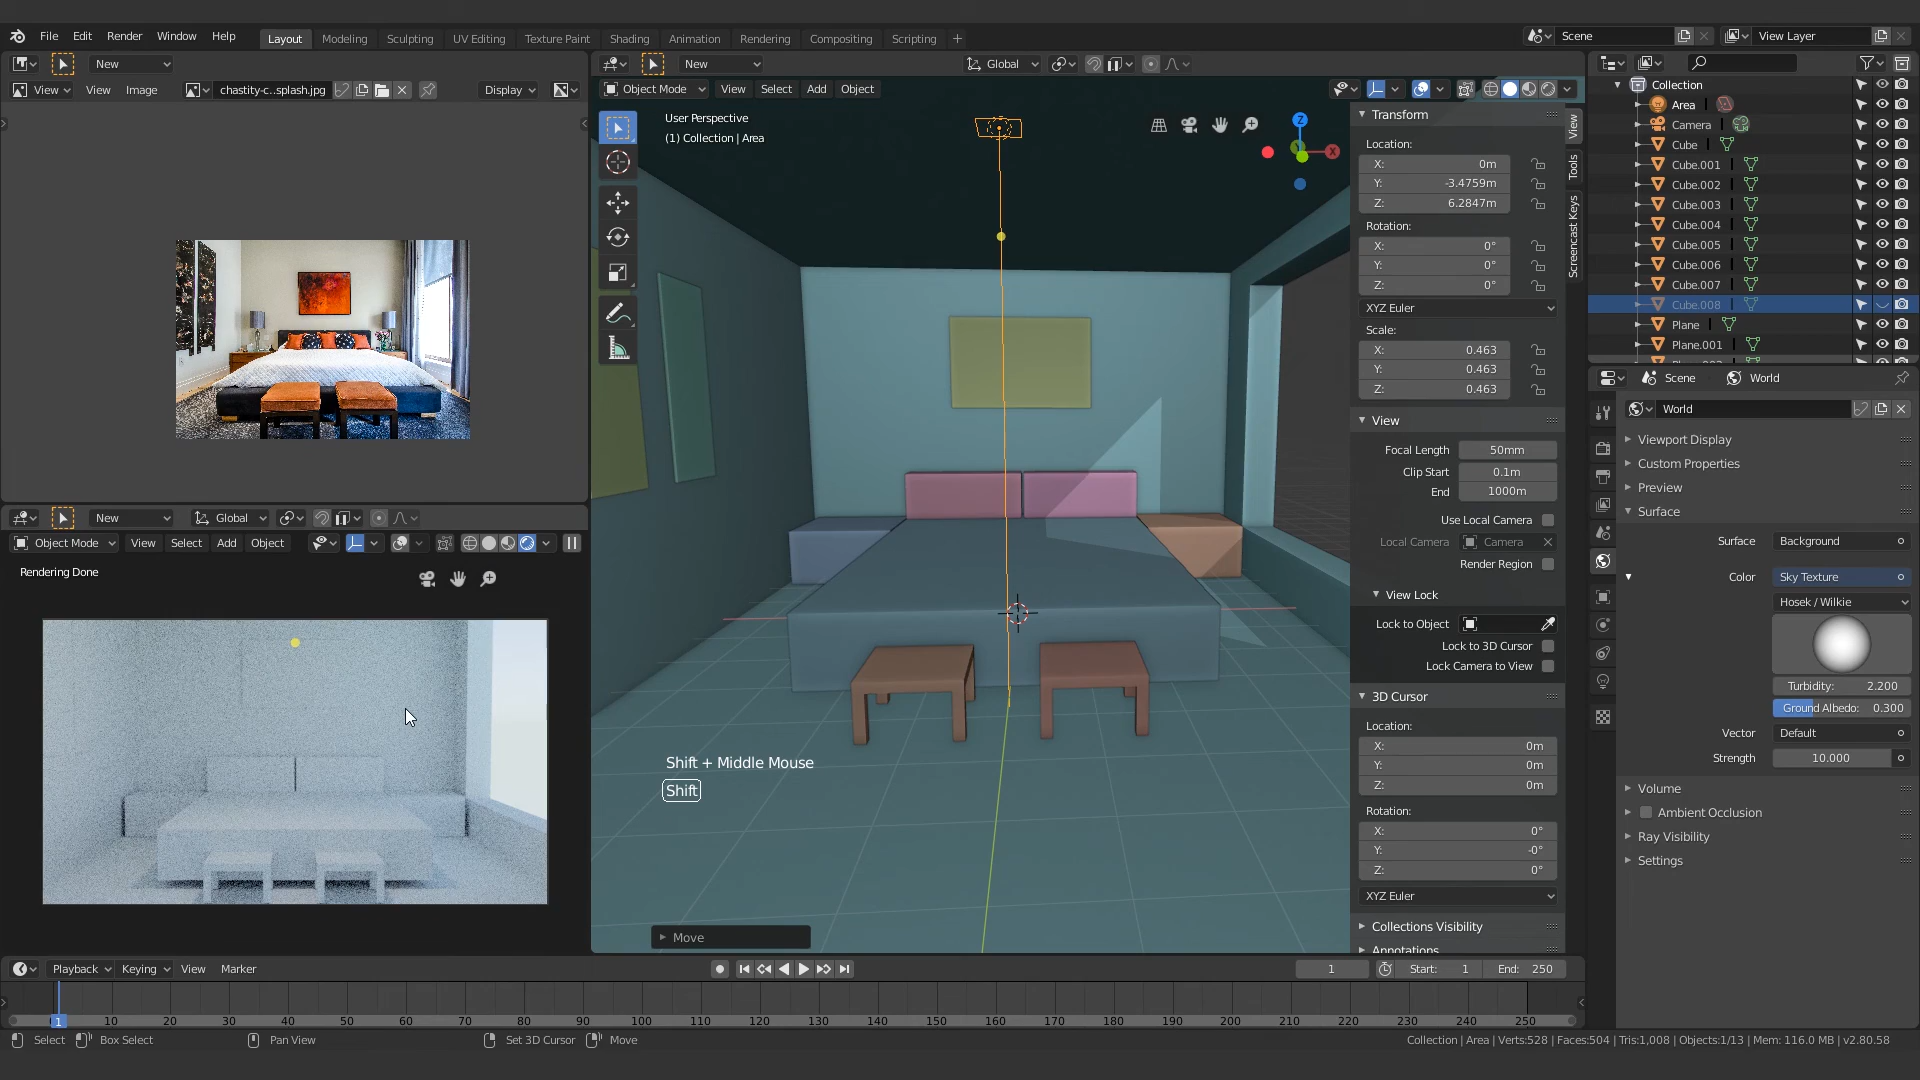 File Edit Render Window Help Layout Modeling Sculpting UV Editing Texture Paint Shading Animation Rendering Compositing Scripting + Scene View Layer
New
View View Image chastity-c..splash.jpg Display
New Global
Object Mode View Select Add Object
User Perspective
(1) Collection | Area
Z
X
Shift + Middle Mouse
Shift
Move
New Global
Object Mode View Select Add Object
Rendering Done
Transform
Location:
X: 0m
Y: -3.4759m
Z: 6.2847m
Rotation:
X: 0°
Y: 0°
Z: 0°
XYZ Euler
Scale:
X: 0.463
Y: 0.463
Z: 0.463
View
Focal Length 50mm
Clip Start 0.1m
End 1000m
Use Local Camera
Local Camera Camera
Render Region
View Lock
Lock to Object
Lock to 3D Cursor
Lock Camera to View
3D Cursor
Location:
X: 0m
Y: 0m
Z: 0m
Rotation:
X: 0°
Y: -0°
Z: 0°
XYZ Euler
Collections Visibility
Annotations
View
Tools
Screencast Keys
Collection
Area
Camera
Cube
Cube.001
Cube.002
Cube.003
Cube.004
Cube.005
Cube.006
Cube.007
Cube.008
Plane
Plane.001
Scene World
World
Viewport Display
Custom Properties
Preview
Surface
Surface Background
Color Sky Texture
Hosek / Wilkie
Turbidity: 2.200
Ground Albedo: 0.300
Vector Default
Strength 10.000
Volume
Ambient Occlusion
Ray Visibility
Settings
Playback Keying View Marker 1 Start: 1 End: 250
1 10 20 30 40 50 60 70 80 90 100 110 120 130 140 150 160 170 180 190 200 210 220 230 240 250
Select Box Select Pan View Set 3D Cursor Move Collection | Area | Verts:528 | Faces:504 | Tris:1,008 | Objects:1/13 | Mem: 116.0 MB | v2.80.58